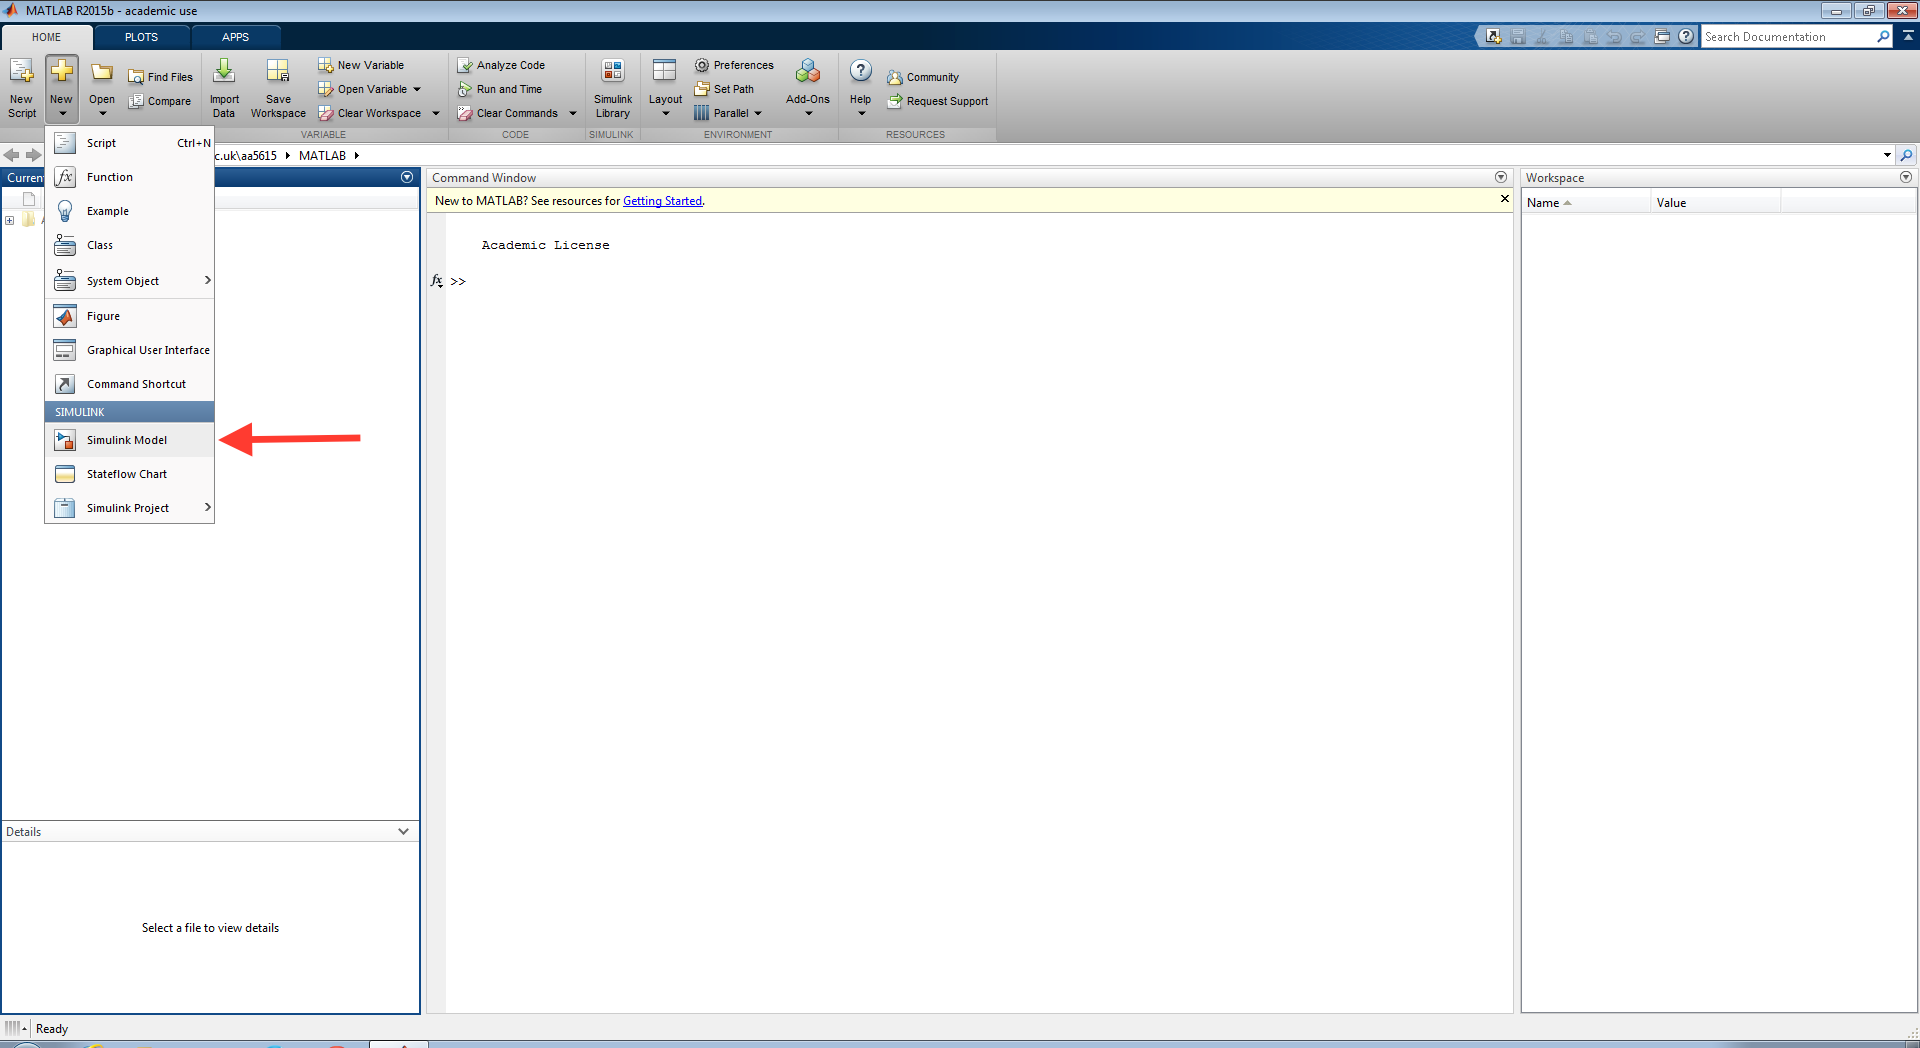 MATLAB R2015b - academic use
HOME PLOTS APPS
Search Documentation
New Script
New
Open
Find Files
Compare
Import Data
Save Workspace
New Variable
Open Variable
Clear Workspace
VARIABLE
Analyze Code
Run and Time
Clear Commands
CODE
Simulink Library
SIMULINK
Layout
Preferences
Set Path
Parallel
Add-Ons
ENVIRONMENT
Help
Community
Request Support
RESOURCES
c.uk\aa5615 MATLAB
Script Ctrl+N
Function
Example
Class
System Object
Figure
Graphical User Interface
Command Shortcut
SIMULINK
Simulink Model
Stateflow Chart
Simulink Project
Curren
Details
Select a file to view details
Command Window
New to MATLAB? See resources for Getting Started.
Academic License
fx >>
Workspace
Name Value
Ready